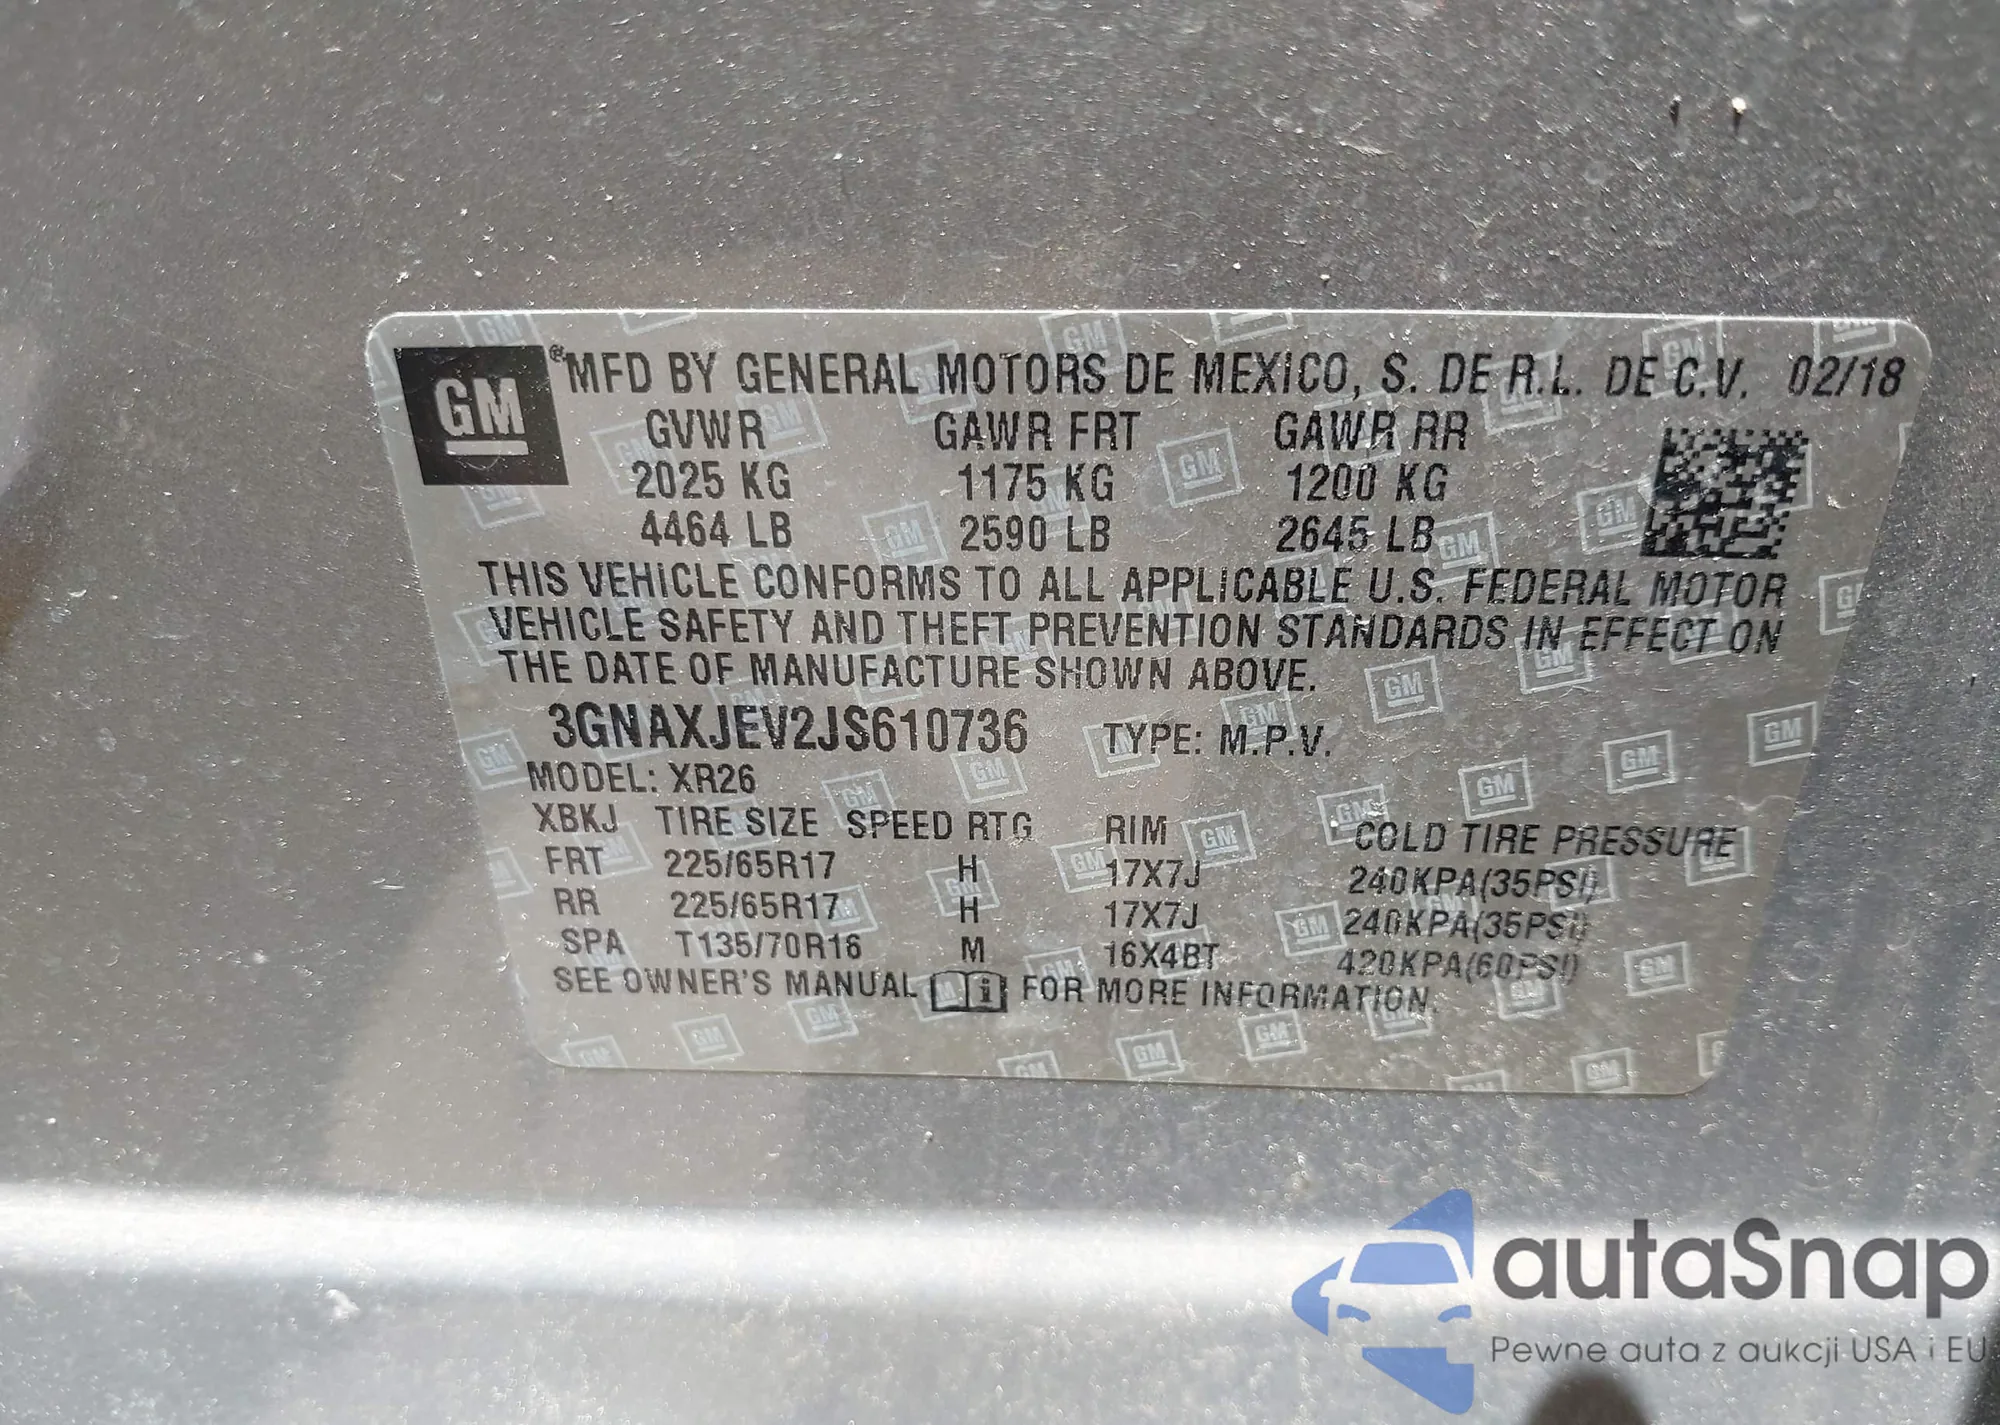 GM ® MFD BY GENERAL MOTORS DE MEXICO, S. DE R.L. DE C.V. 02/18
GVWR GAWR FRT GAWR RR
2025 KG 1175 KG 1200 KG
4464 LB 2590 LB 2645 LB
THIS VEHICLE CONFORMS TO ALL APPLICABLE U.S. FEDERAL MOTOR
VEHICLE SAFETY AND THEFT PREVENTION STANDARDS IN EFFECT ON
THE DATE OF MANUFACTURE SHOWN ABOVE.
3GNAXJEV2JS610736 TYPE: M.P.V.
MODEL: XR26
XBKJ TIRE SIZE SPEED RTG RIM COLD TIRE PRESSURE
FRT 225/65R17 H 17X7J 240KPA(35PSI)
RR 225/65R17 H 17X7J 240KPA(35PSI)
SPA T135/70R16 M 16X4BT 420KPA(60PSI)
SEE OWNER'S MANUAL FOR MORE INFORMATION.
autaSnap
Pewne auta z aukcji USA i EU